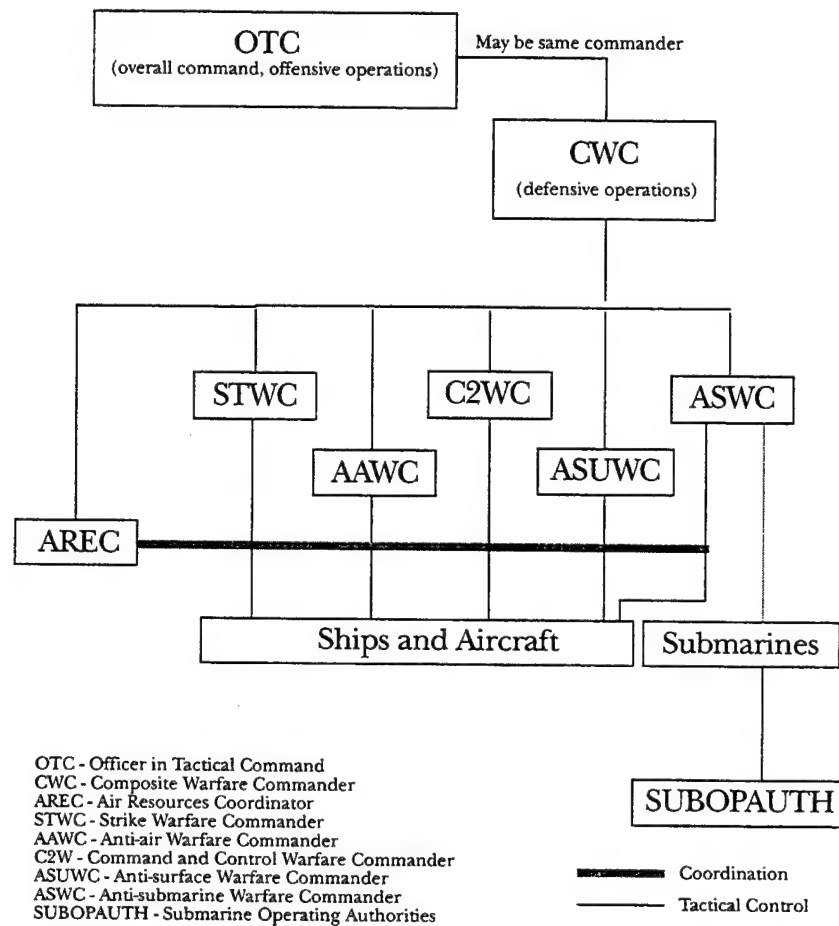 OTC
(overall command, offensive operations)
May be same commander
CWC
(defensive operations)
STWC
C2WC
ASWC
AAWC
ASUWC
AREC
Ships and Aircraft
Submarines
SUBOPAUTH
OTC - Officer in Tactical Command
CWC - Composite Warfare Commander
AREC - Air Resources Coordinator
STWC - Strike Warfare Commander
AAWC - Anti-air Warfare Commander
C2W - Command and Control Warfare Commander
ASUWC - Anti-surface Warfare Commander
ASWC - Anti-submarine Warfare Commander
SUBOPAUTH - Submarine Operating Authorities
Coordination
Tactical Control